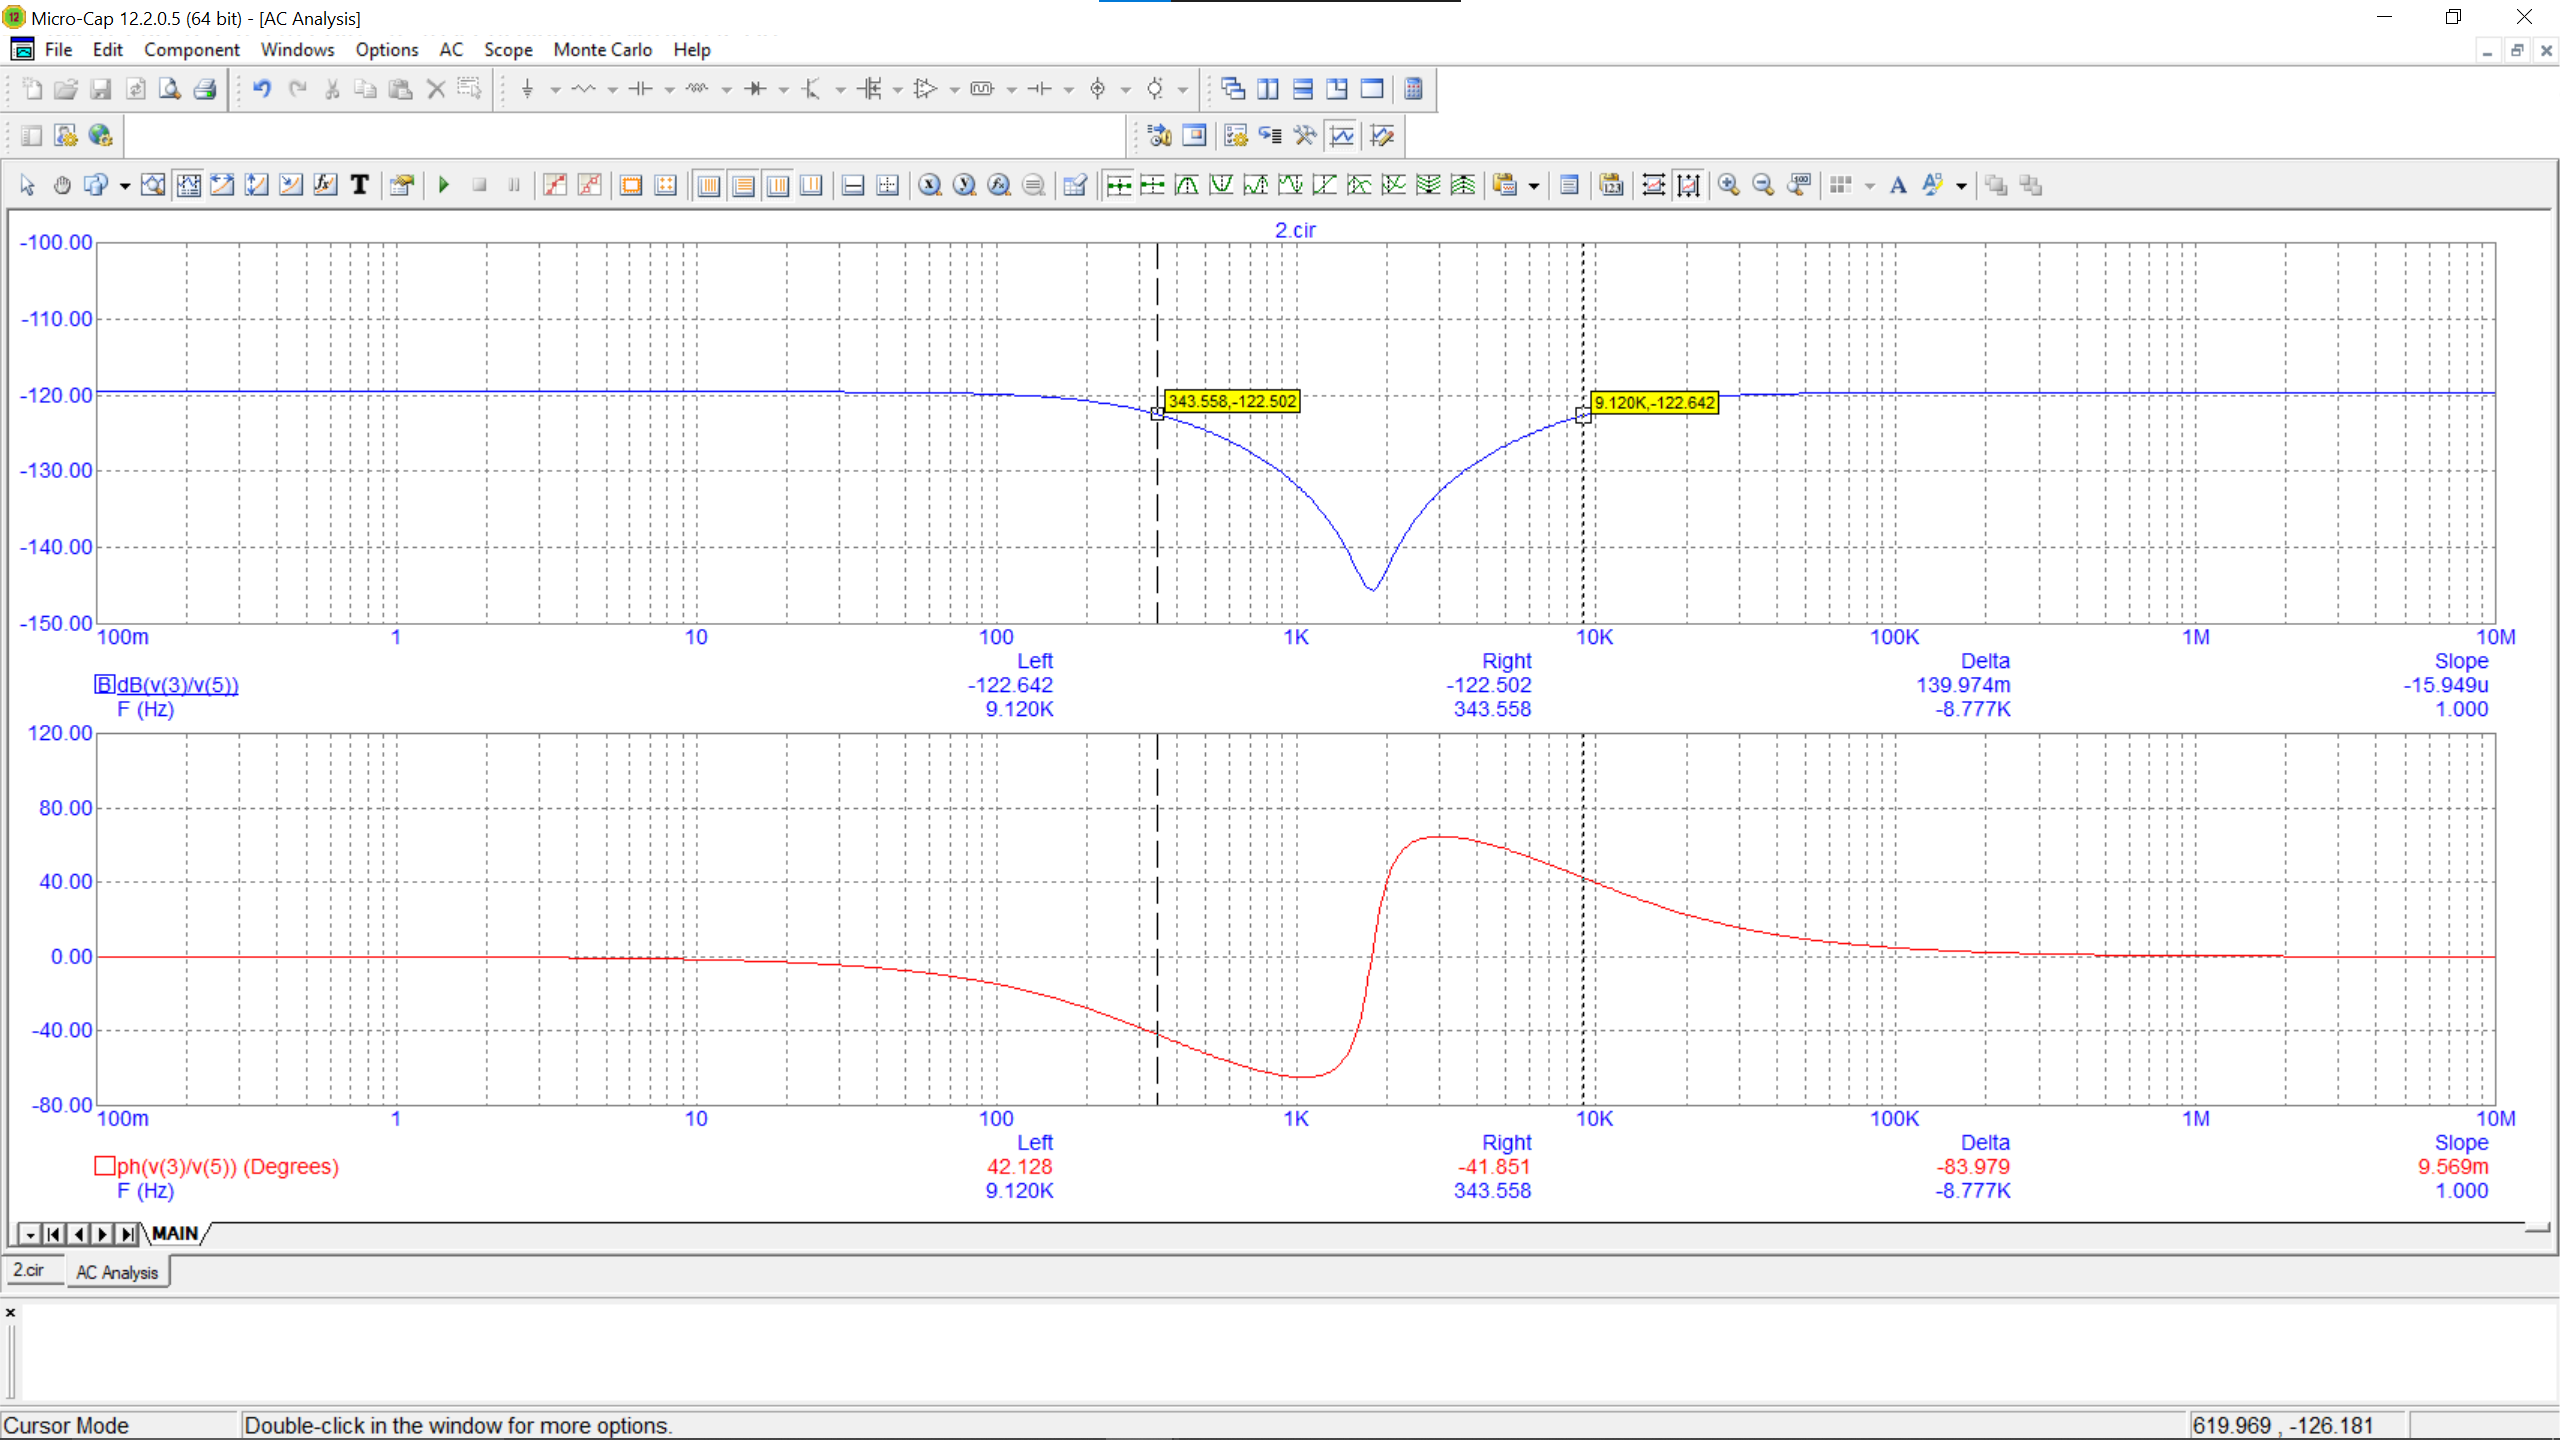 Micro-Cap 12.2.0.5 (64 bit) - [AC Analysis]
File Edit Component Windows Options AC Scope Monte Carlo Help
2.cir
-100.00
-110.00
-120.00
-130.00
-140.00
-150.00
343.558,-122.502
9.120K,-122.642
100m 1 10 100 1K 10K 100K 1M 10M
Left Right Delta Slope
B dB(v(3)/v(5)) -122.642 -122.502 139.974m -15.949u
F (Hz) 9.120K 343.558 -8.777K 1.000
120.00
80.00
40.00
0.00
-40.00
-80.00
100m 1 10 100 1K 10K 100K 1M 10M
Left Right Delta Slope
ph(v(3)/v(5)) (Degrees) 42.128 -41.851 -83.979 9.569m
F (Hz) 9.120K 343.558 -8.777K 1.000
MAIN
2.cir AC Analysis
Cursor Mode Double-click in the window for more options. 619.969 , -126.181